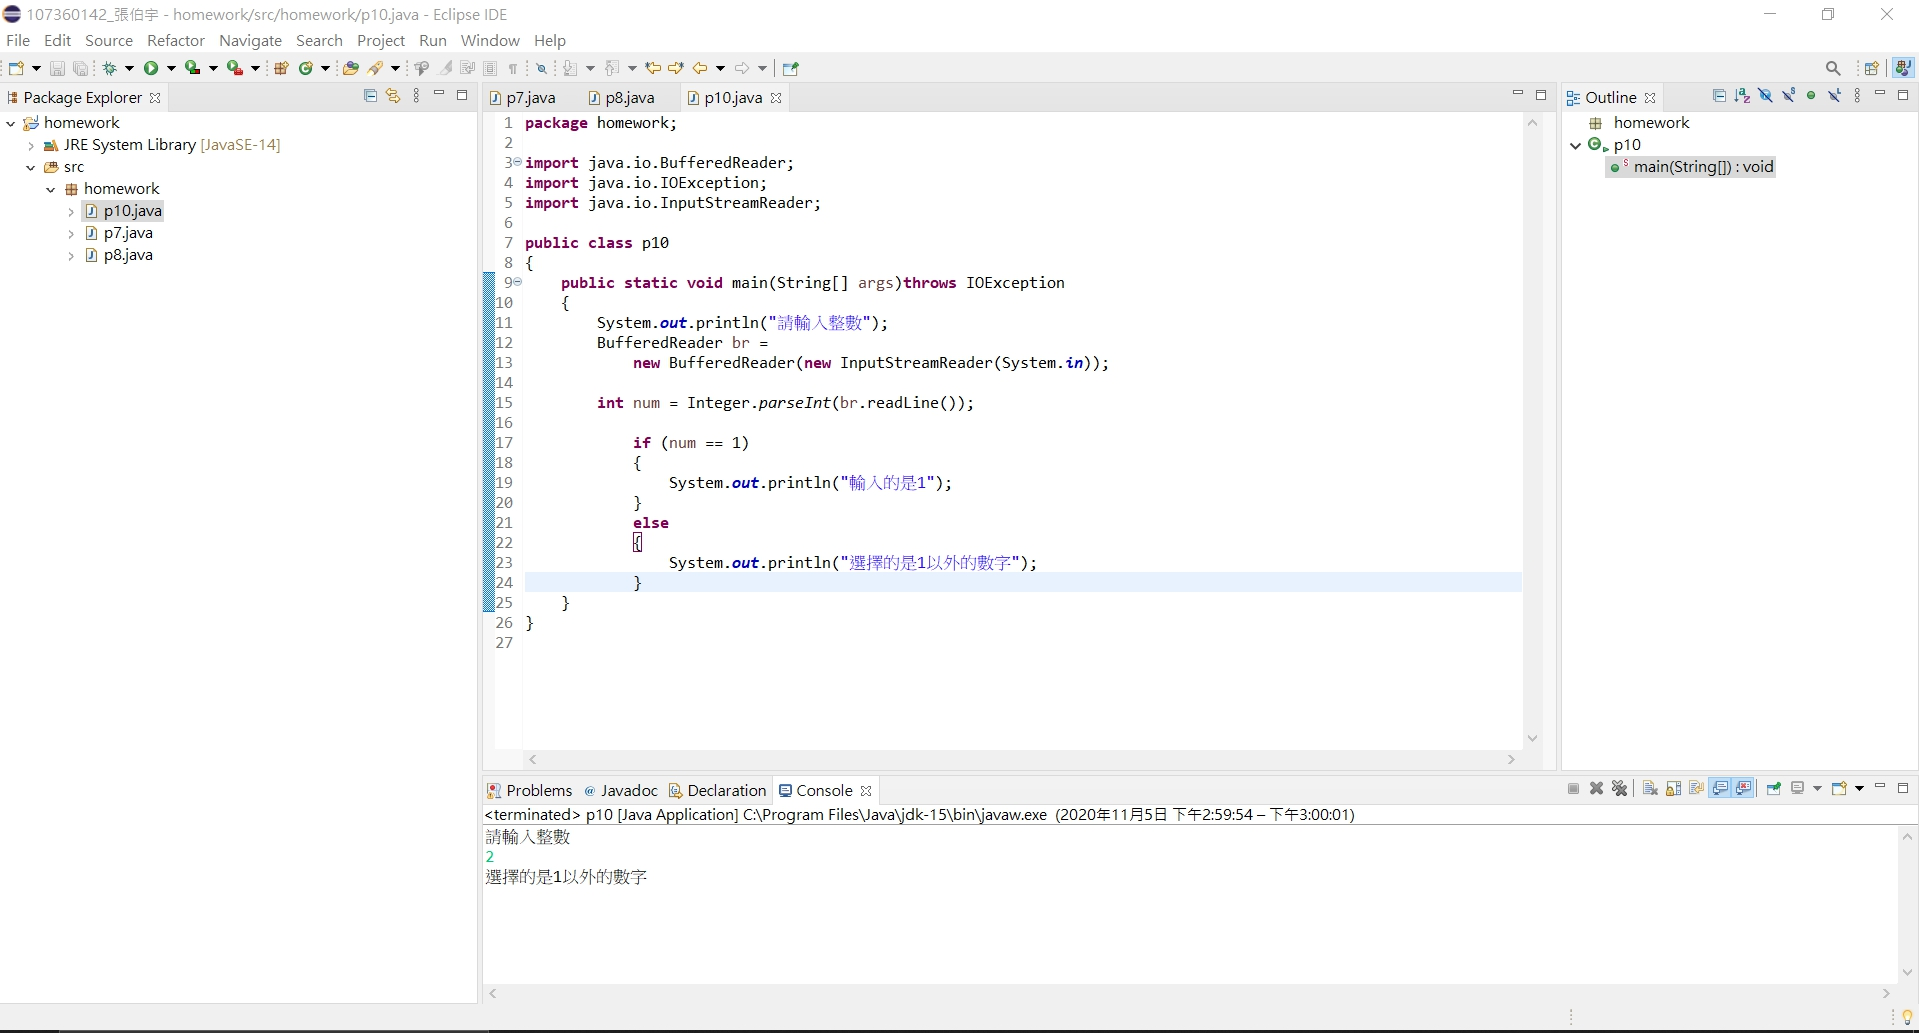 107360142_張伯宇 - homework/src/homework/p10.java - Eclipse IDE
File Edit Source Refactor Navigate Search Project Run Window Help
Package Explorer
homework
JRE System Library [JavaSE-14]
src
homework
p10.java
p7.java
p8.java
p7.java p8.java p10.java
1 package homework;
2
3 import java.io.BufferedReader;
4 import java.io.IOException;
5 import java.io.InputStreamReader;
6
7 public class p10
8 {
9 public static void main(String[] args)throws IOException
10 {
11 System.out.println("請輸入整數");
12 BufferedReader br =
13 new BufferedReader(new InputStreamReader(System.in));
14
15 int num = Integer.parseInt(br.readLine());
16
17 if (num == 1)
18 {
19 System.out.println("輸入的是1");
20 }
21 else
22 {
23 System.out.println("選擇的是1以外的數字");
24 }
25 }
26 }
27
Outline
homework
p10
main(String[]) : void
Problems @ Javadoc Declaration Console
<terminated> p10 [Java Application] C:\Program Files\Java\jdk-15\bin\javaw.exe (2020年11月5日 下午2:59:54 – 下午3:00:01)
請輸入整數
2
選擇的是1以外的數字